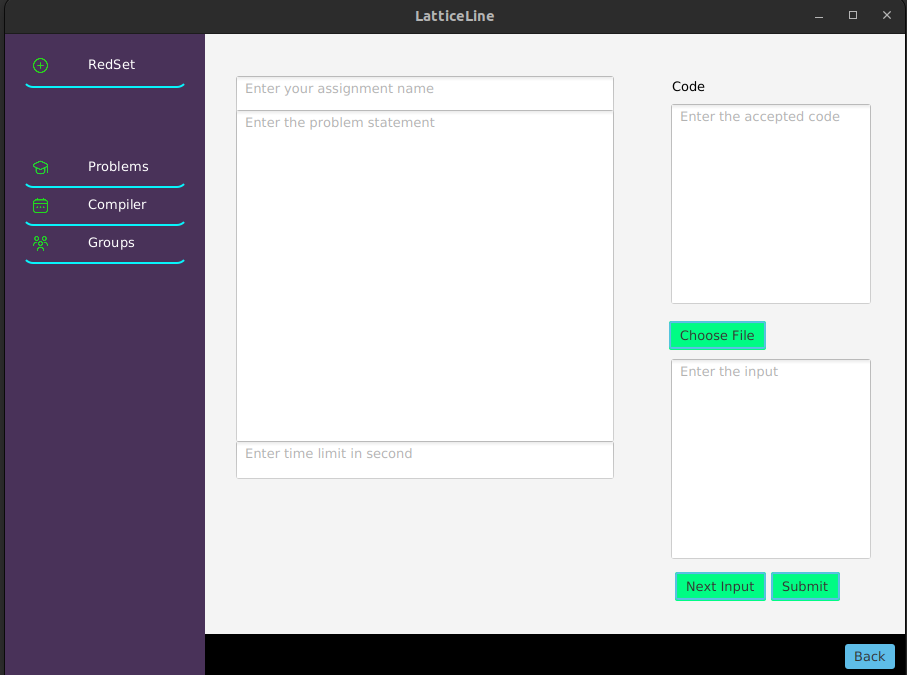 LatticeLine
RedSet
Problems
Compiler
Groups
Enter your assignment name
Enter the problem statement
Enter time limit in second
Code
Enter the accepted code
Choose File
Enter the input
Next Input
Submit
Back